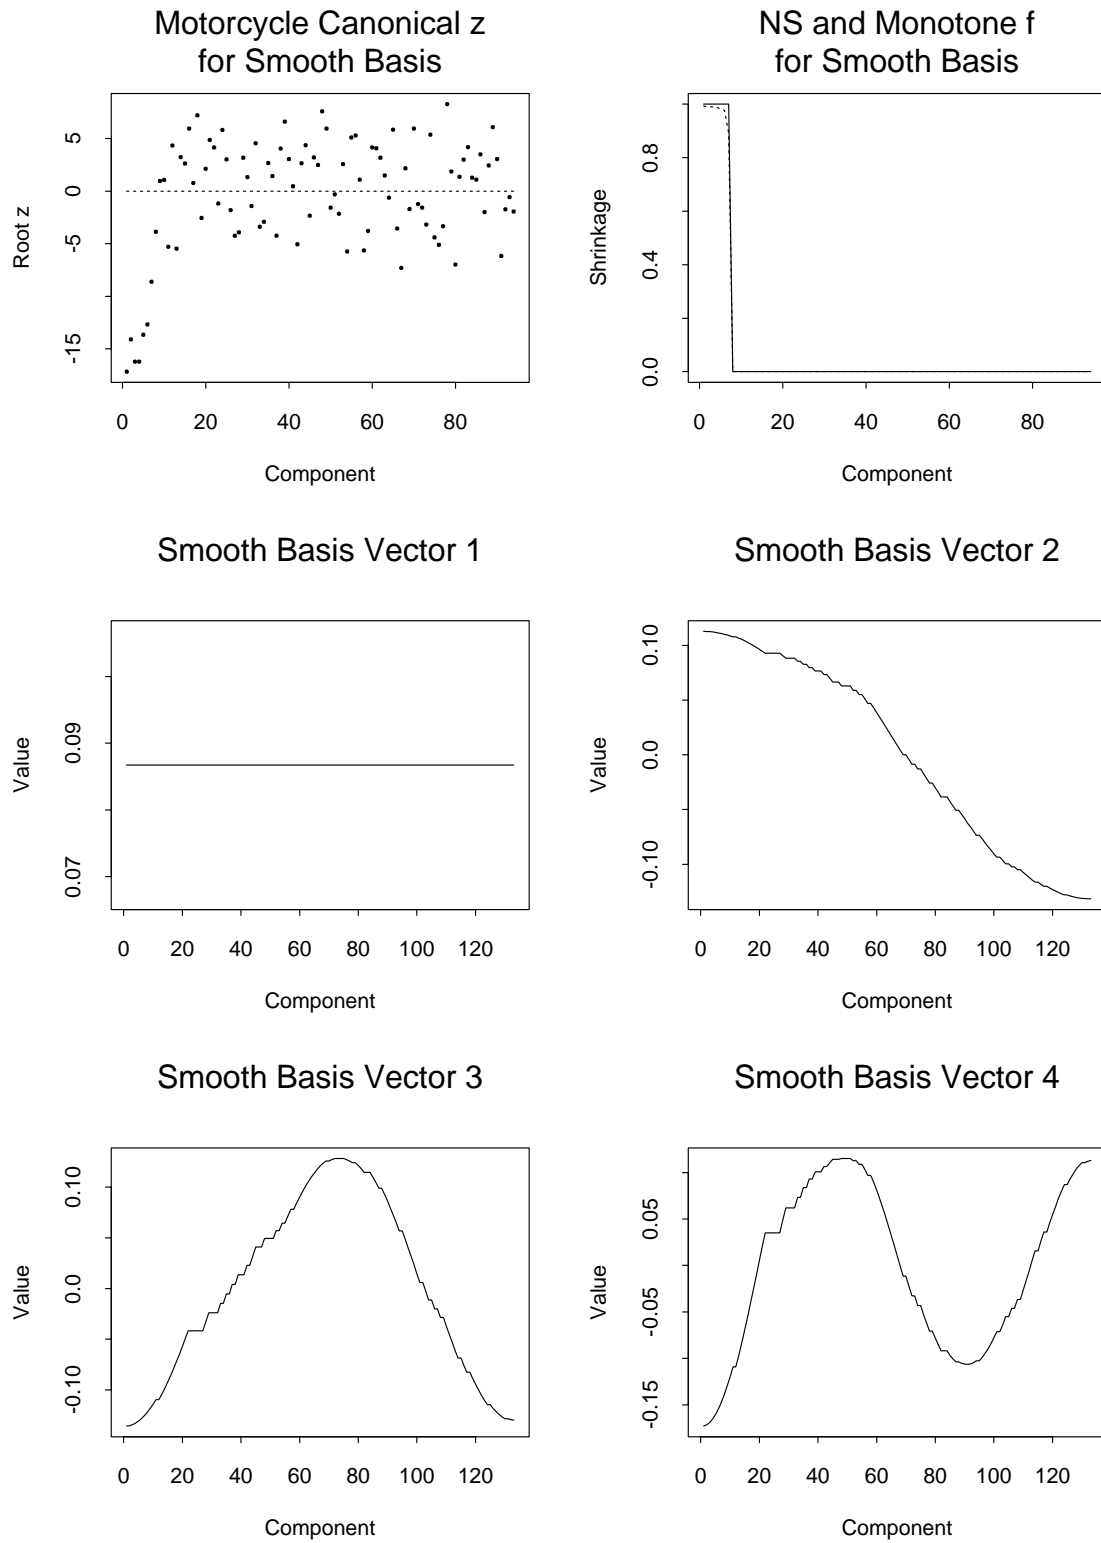 Motorcycle Canonical z
for Smooth Basis
Root z
5
0
-5
-15
0 20 40 60 80
Component
NS and Monotone f
for Smooth Basis
Shrinkage
0.8
0.4
0.0
0 20 40 60 80
Component
Smooth Basis Vector 1
Value
0.09
0.07
0 20 40 60 80 100 120
Component
Smooth Basis Vector 2
Value
0.10
0.0
-0.10
0 20 40 60 80 100 120
Component
Smooth Basis Vector 3
Value
0.10
0.0
-0.10
0 20 40 60 80 100 120
Component
Smooth Basis Vector 4
Value
0.05
-0.05
-0.15
0 20 40 60 80 100 120
Component